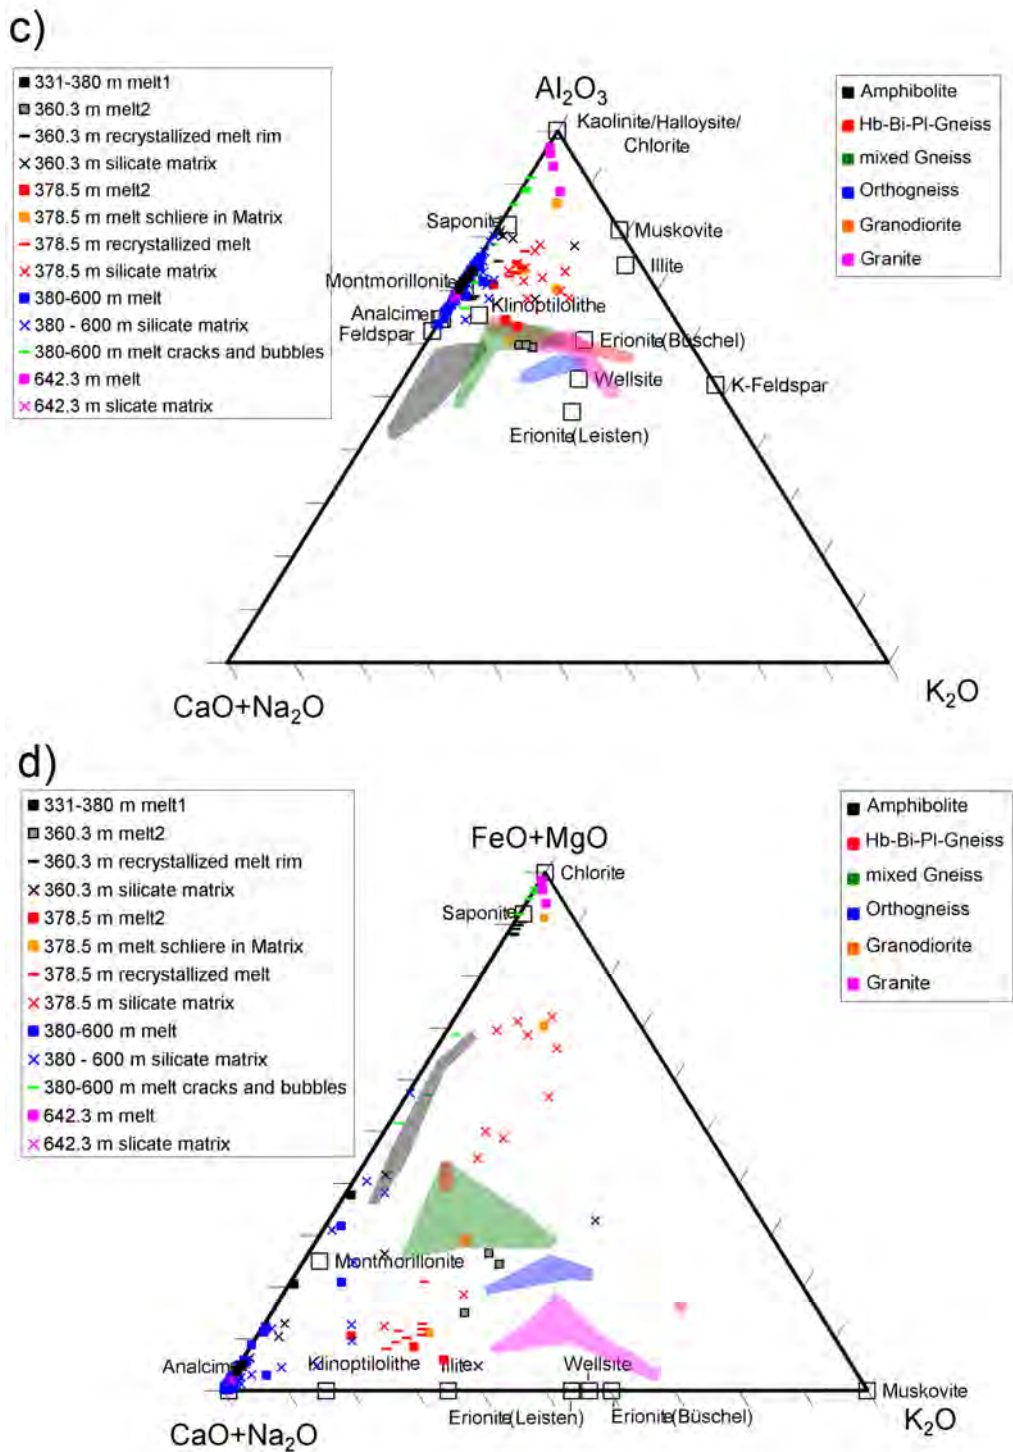 c)
331-380 m melt1
360.3 m melt2
360.3 m recrystallized melt rim
360.3 m silicate matrix
378.5 m melt2
378.5 m melt schliere in Matrix
378.5 m recrystallized melt
378.5 m silicate matrix
380-600 m melt
380 - 600 m silicate matrix
380-600 m melt cracks and bubbles
642.3 m melt
642.3 m slicate matrix
Al2O3
Kaolinite/Halloysite/
Chlorite
Amphibolite
Hb-Bi-Pl-Gneiss
mixed Gneiss
Orthogneiss
Granodiorite
Granite
Saponite
Muskovite
Illite
Montmorillonite
Analcime
Klinoptilolithe
Feldspar
Erionite(Büschel)
Wellsite
K-Feldspar
Erionite(Leisten)
CaO+Na2O
K2O
d)
331-380 m melt1
360.3 m melt2
360.3 m recrystallized melt rim
360.3 m silicate matrix
378.5 m melt2
378.5 m melt schliere in Matrix
378.5 m recrystallized melt
378.5 m silicate matrix
380-600 m melt
380 - 600 m silicate matrix
380-600 m melt cracks and bubbles
642.3 m melt
642.3 m slicate matrix
FeO+MgO
Chlorite
Amphibolite
Hb-Bi-Pl-Gneiss
mixed Gneiss
Orthogneiss
Granodiorite
Granite
Saponite
Montmorillonite
Analcime
Klinoptilolithe
Illite
Wellsite
Muskovite
Erionite(Leisten)
Erionite(Büschel)
CaO+Na2O
K2O